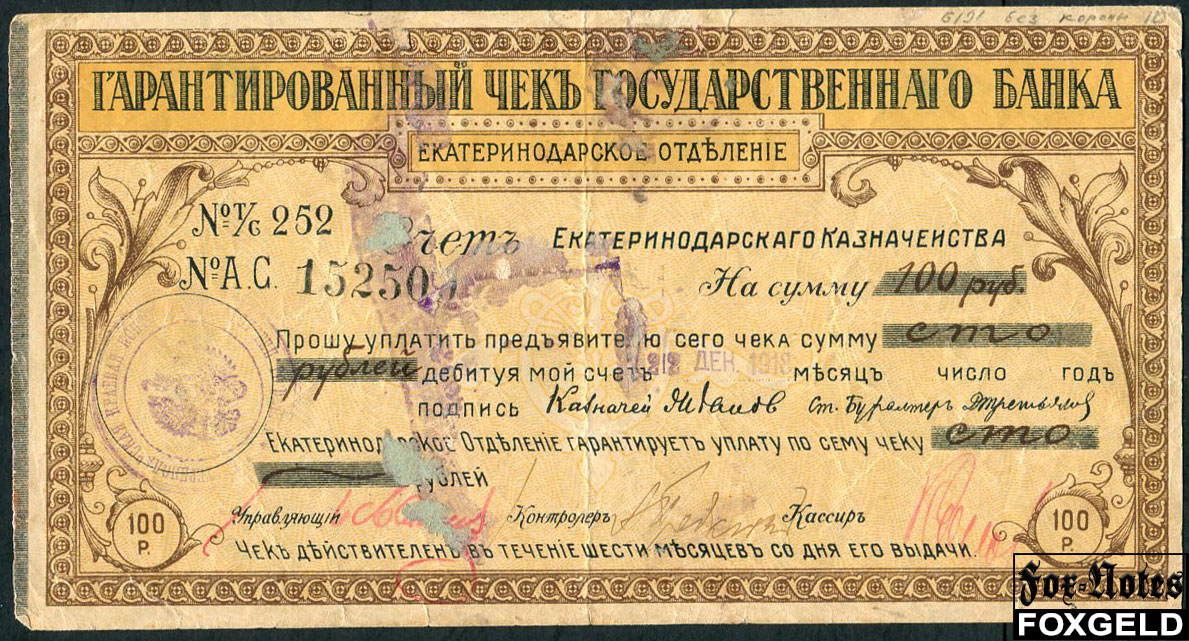 без короны
ГАРАНТИРОВАННЫЙ ЧЕКЪ ГОСУДАРСТВЕННАГО БАНКА
ЕКАТЕРИНОДАРСКОЕ ОТДѢЛЕНІЕ
№ Т/С 252 Счетъ ЕКАТЕРИНОДАРСКАГО КАЗНАЧЕИСТВА
№ А.С. 15250 На сумму 100 руб.
Прошу уплатить предъявителю сего чека сумму сто
рублей дебитуя мой счетъ ДЕК. 1918 мѣсяцъ число годъ
подпись Казначей Ст. Бухгалтеръ
Екатеринодарское Отдѣленіе гарантируетъ уплату по сему чеку сто
рублей
Управляющій Контролеръ Кассиръ
Чекъ дѣйствителенъ въ теченіе шести мѣсяцевъ со дня его выдачи.
100 Р.
100 Р.
Fox-Notes
FOXGELD